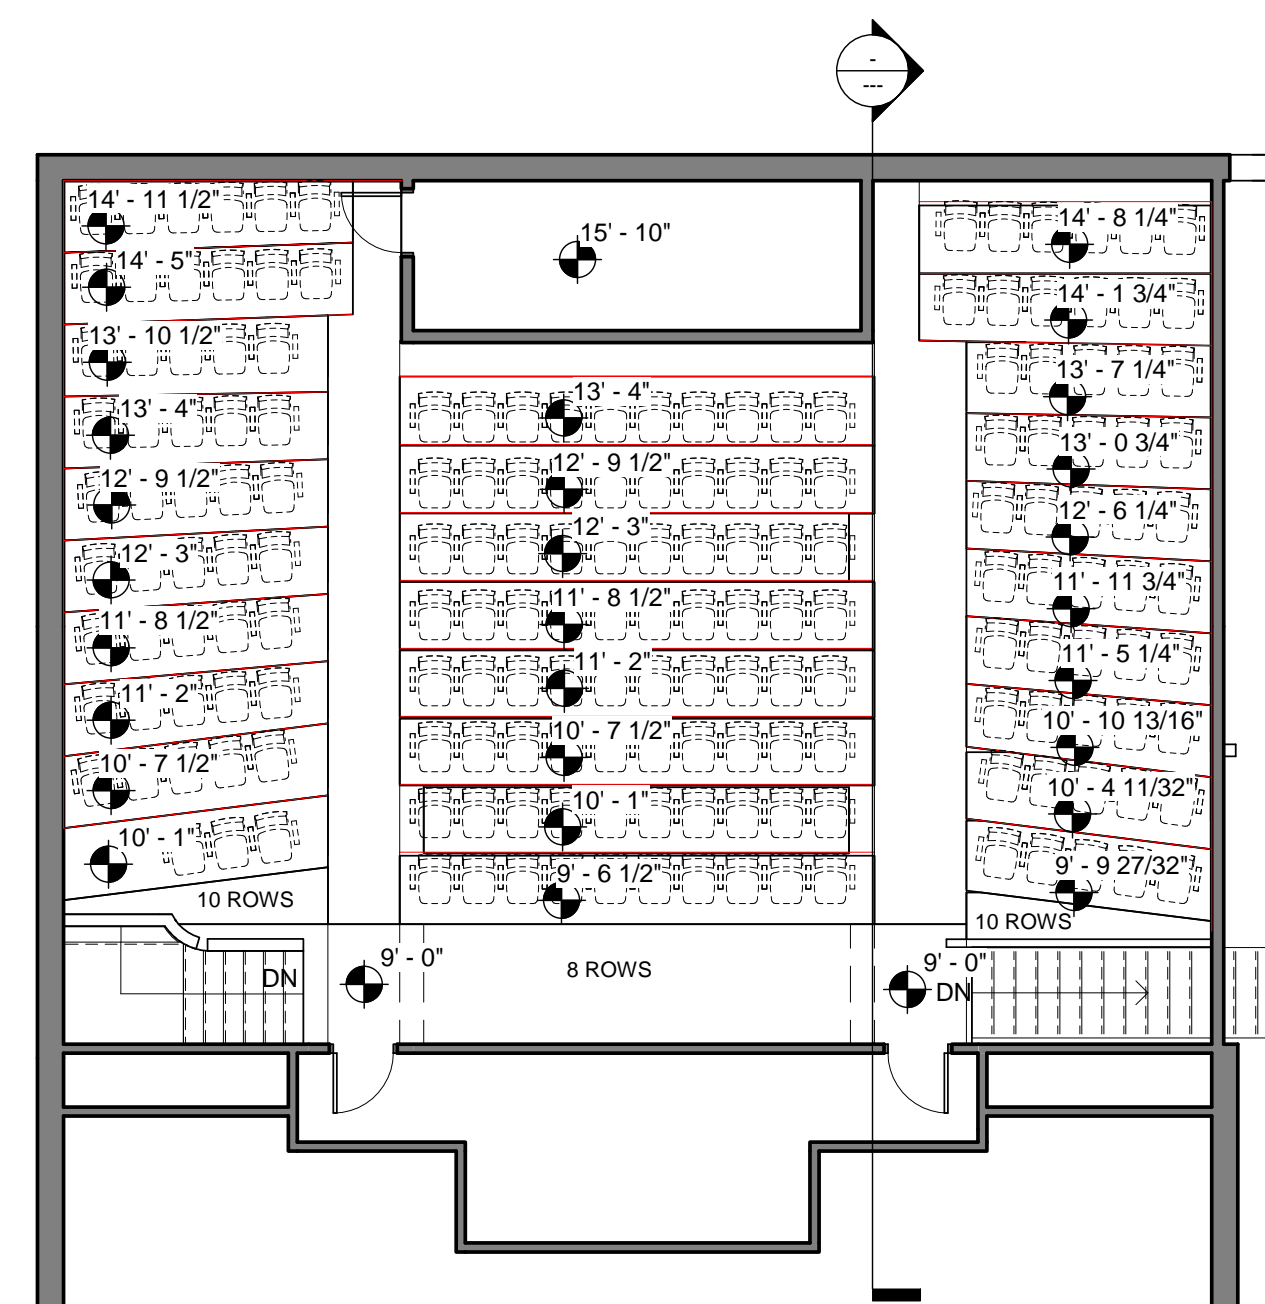 -
---
14' - 11 1/2"
14' - 5"
13' - 10 1/2"
13' - 4"
12' - 9 1/2"
12' - 3"
11' - 8 1/2"
11' - 2"
10' - 7 1/2"
10' - 1"
10 ROWS
DN
15' - 10"
13' - 4"
12' - 9 1/2"
12' - 3"
11' - 8 1/2"
11' - 2"
10' - 7 1/2"
10' - 1"
9' - 6 1/2"
9' - 0"
8 ROWS
14' - 8 1/4"
14' - 1 3/4"
13' - 7 1/4"
13' - 0 3/4"
12' - 6 1/4"
11' - 11 3/4"
11' - 5 1/4"
10' - 10 13/16"
10' - 4 11/32"
9' - 9 27/32"
10 ROWS
9' - 0"
DN